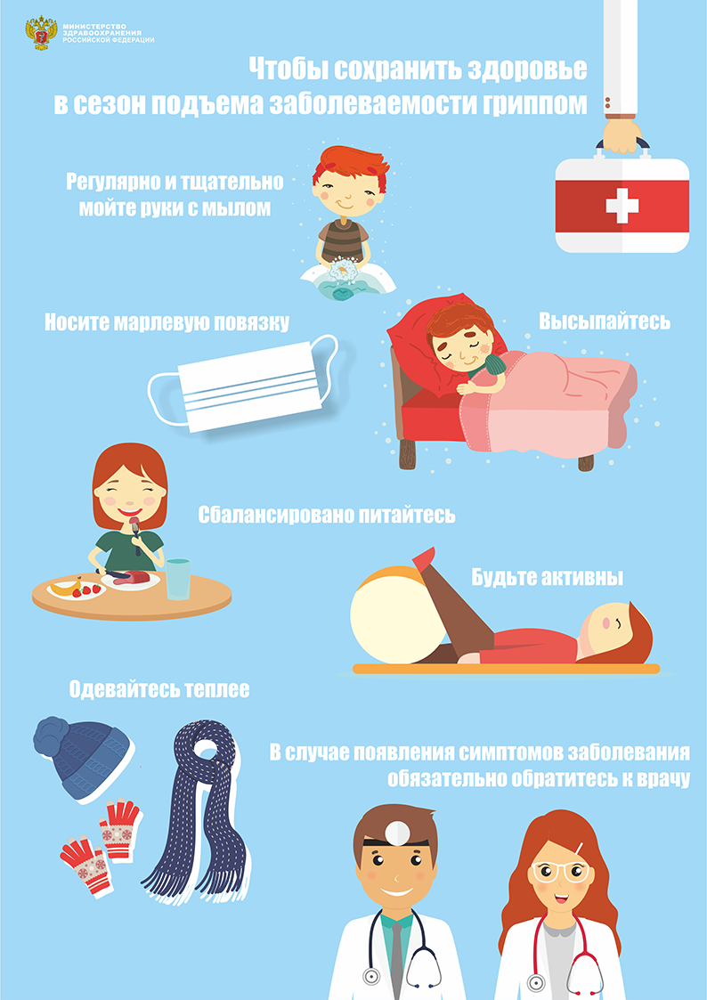 МИНИСТЕРСТВО
ЗДРАВООХРАНЕНИЯ
РОССИЙСКОЙ ФЕДЕРАЦИИ
Чтобы сохранить здоровье
в сезон подъема заболеваемости гриппом
Регулярно и тщательно
мойте руки с мылом
Носите марлевую повязку
Высыпайтесь
Сбалансировано питайтесь
Будьте активны
Одевайтесь теплее
В случае появления симптомов заболевания
обязательно обратитесь к врачу